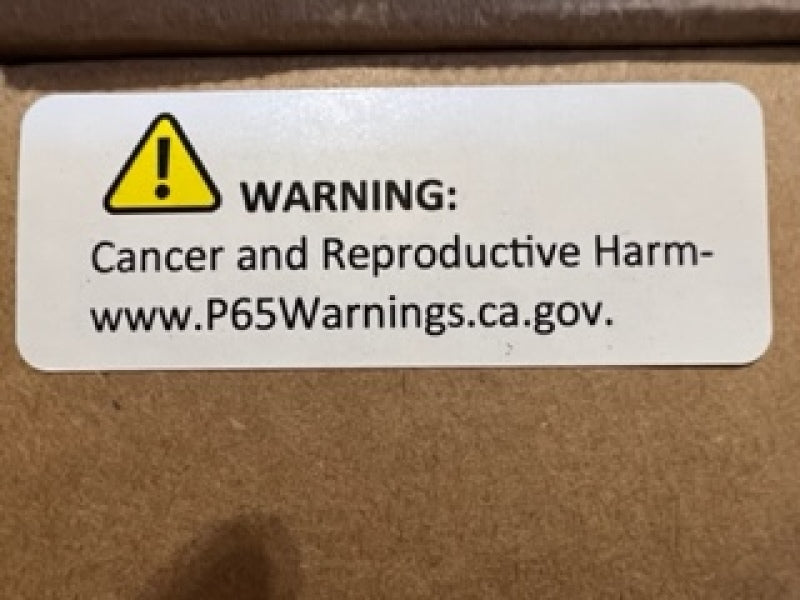 WARNING:
Cancer and Reproductive Harm-
www.P65Warnings.ca.gov.